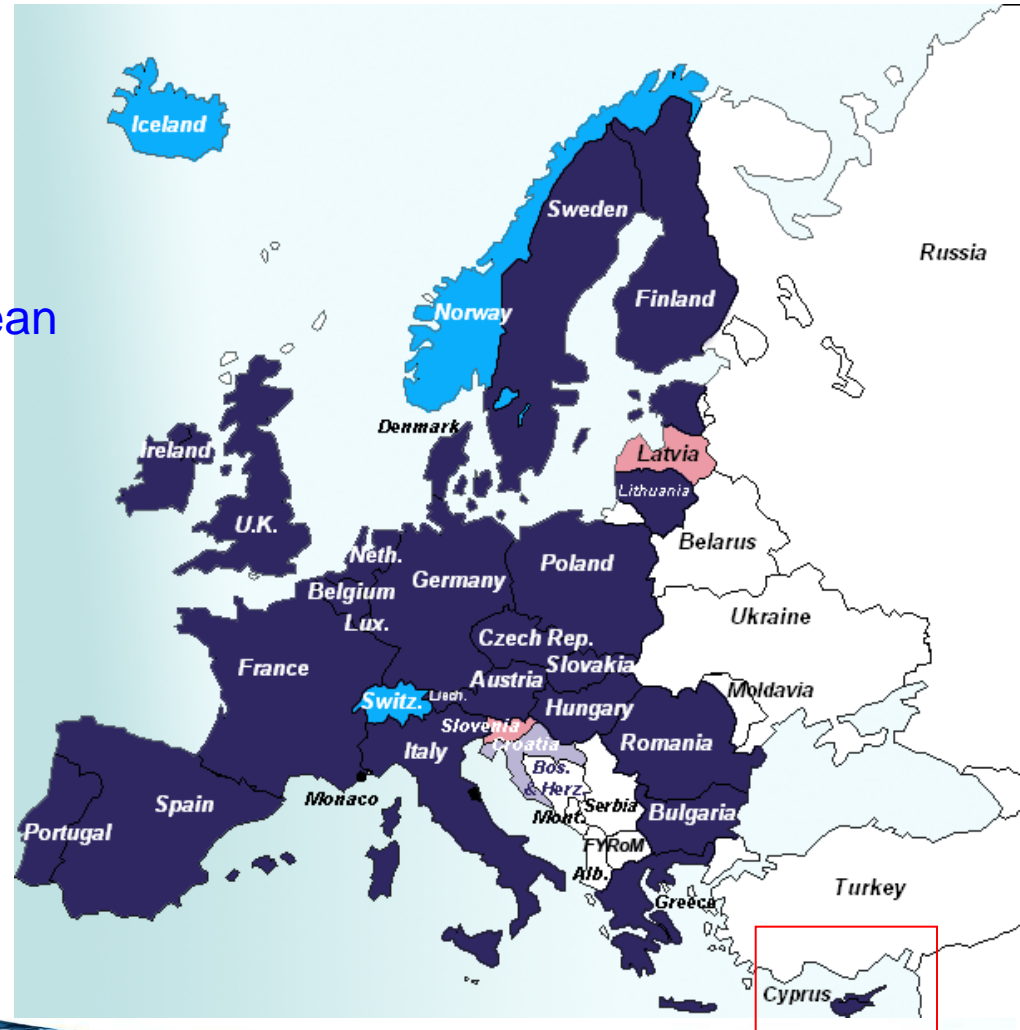 Iceland
Sweden
Russia
Finland
ean
Norway
Denmark
Ireland
Latvia
Lithuania
U.K.
Belarus
Neth.
Poland
Germany
Belgium
Ukraine
Lux.
Czech Rep.
France
Slovakia
Austria
Moldavia
Switz.
Liech.
Hungary
Slovenia
Croatia
Romania
Italy
Bos.
& Herz.
Monaco
Spain
Serbia
Mont.
Bulgaria
Portugal
FYRoM
Alb.
Turkey
Greece
Cyprus